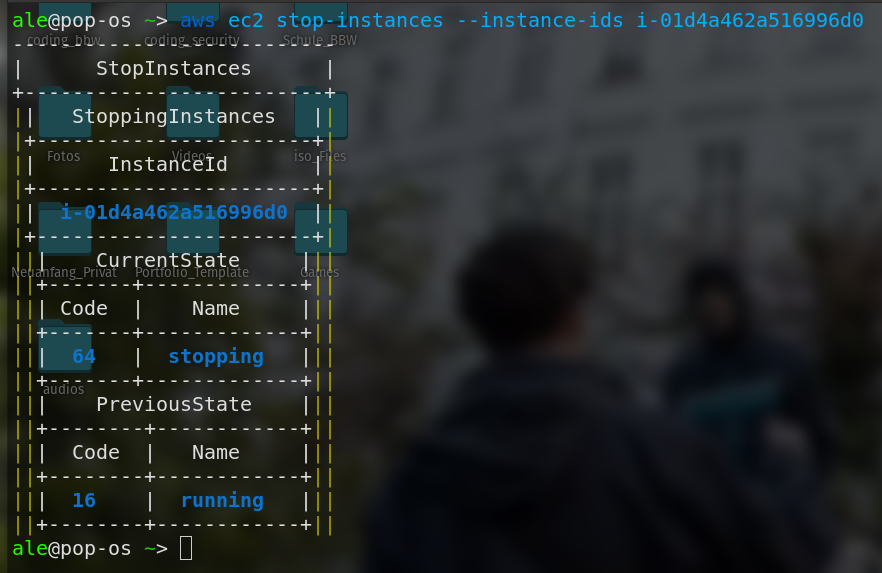 ale@pop-os ~> aws ec2 stop-instances --instance-ids i-01d4a462a516996d0
coding_bbw coding_security Schule_BBW
-----------------------------
|      StopInstances      |
+-------------------------+
||   StoppingInstances   ||
|+-----------------------+|
Fotos Videos iso_Files
||      InstanceId       ||
|+-----------------------+|
||  i-01d4a462a516996d0  ||
|+-----------------------+|
|||    CurrentState     |||
Neuanfang_Privat Portfolio_Template Games
||+-------+-------------+||
||| Code  |    Name     |||
||+-------+-------------+||
|||  64   |  stopping   |||
||+-------+-------------+||
audios
|||    PreviousState    |||
||+--------+------------+||
|||  Code  |   Name     |||
||+--------+------------+||
|||  16    |  running   |||
||+--------+------------+||
ale@pop-os ~>